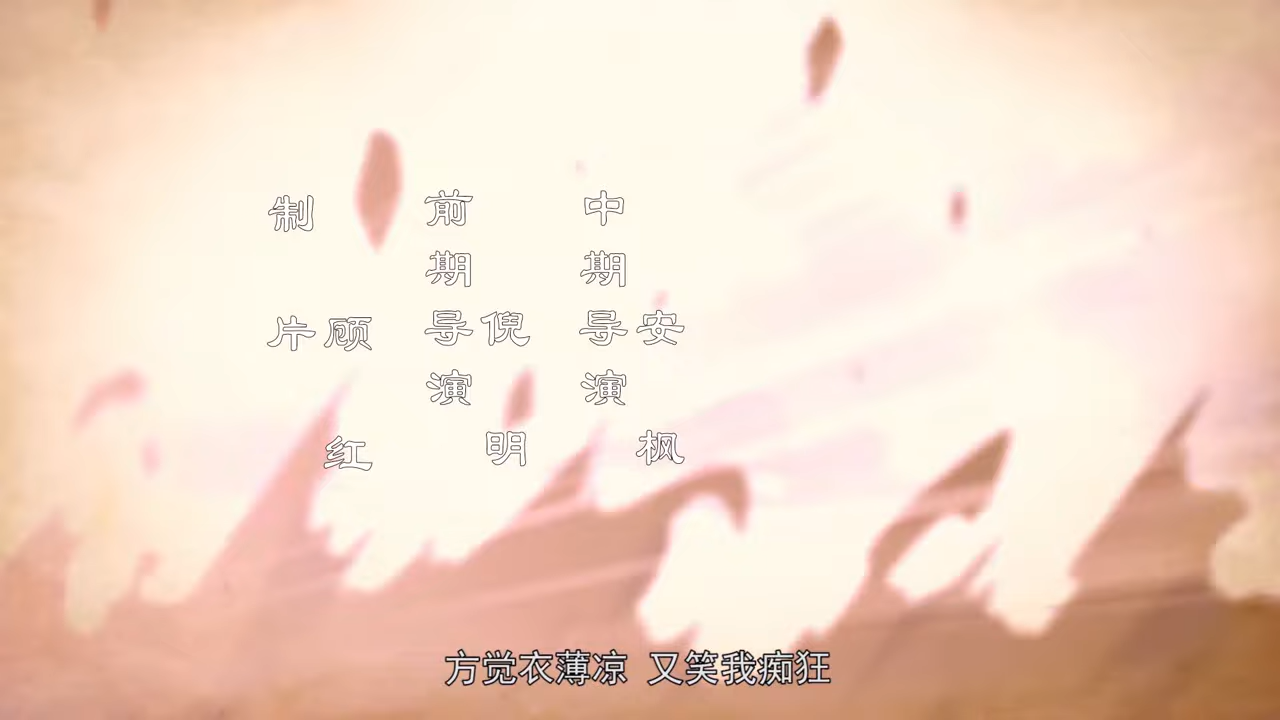 制片
顾红
前期导演
倪明
中期导演
安枫
方觉衣薄凉 又笑我痴狂